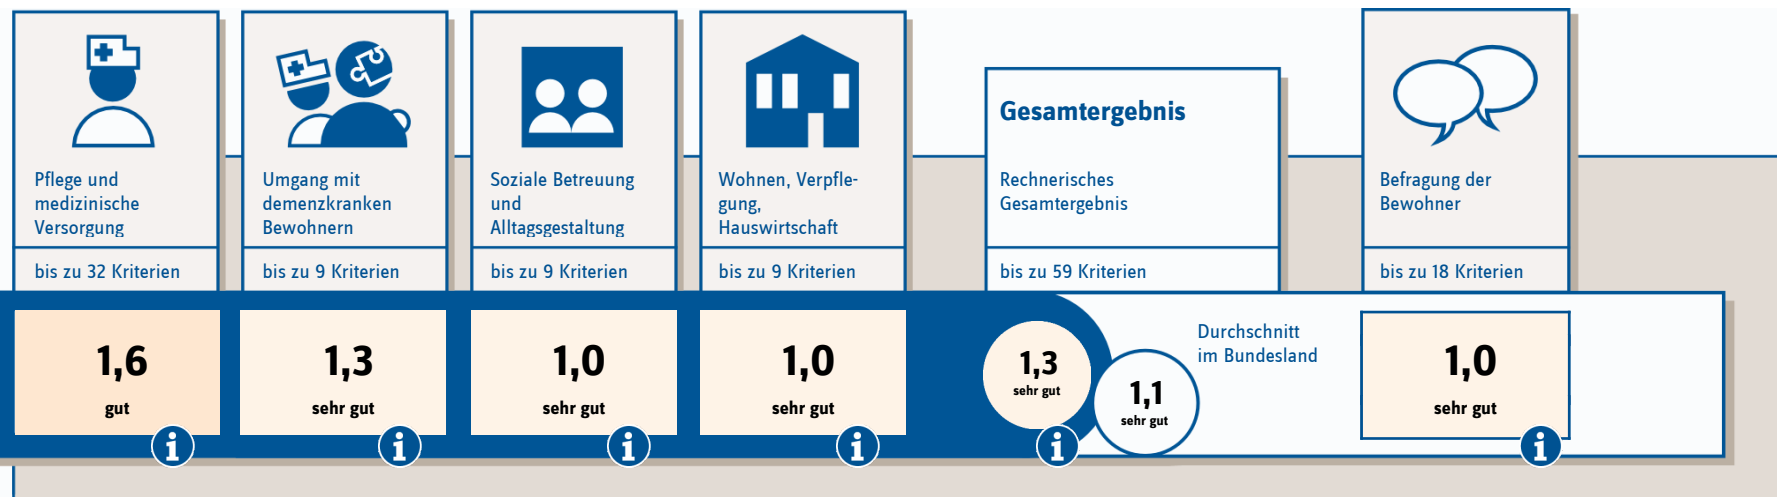 Pflege und
medizinische
Versorgung
bis zu 32 Kriterien
1,6
gut
Umgang mit
demenzkranken
Bewohnern
bis zu 9 Kriterien
1,3
sehr gut
Soziale Betreuung
und
Alltagsgestaltung
bis zu 9 Kriterien
1,0
sehr gut
Wohnen, Verpfle-
gung,
Hauswirtschaft
bis zu 9 Kriterien
1,0
sehr gut
Gesamtergebnis
Rechnerisches
Gesamtergebnis
bis zu 59 Kriterien
1,3
sehr gut
1,1
sehr gut
Durchschnitt
im Bundesland
Befragung der
Bewohner
bis zu 18 Kriterien
1,0
sehr gut